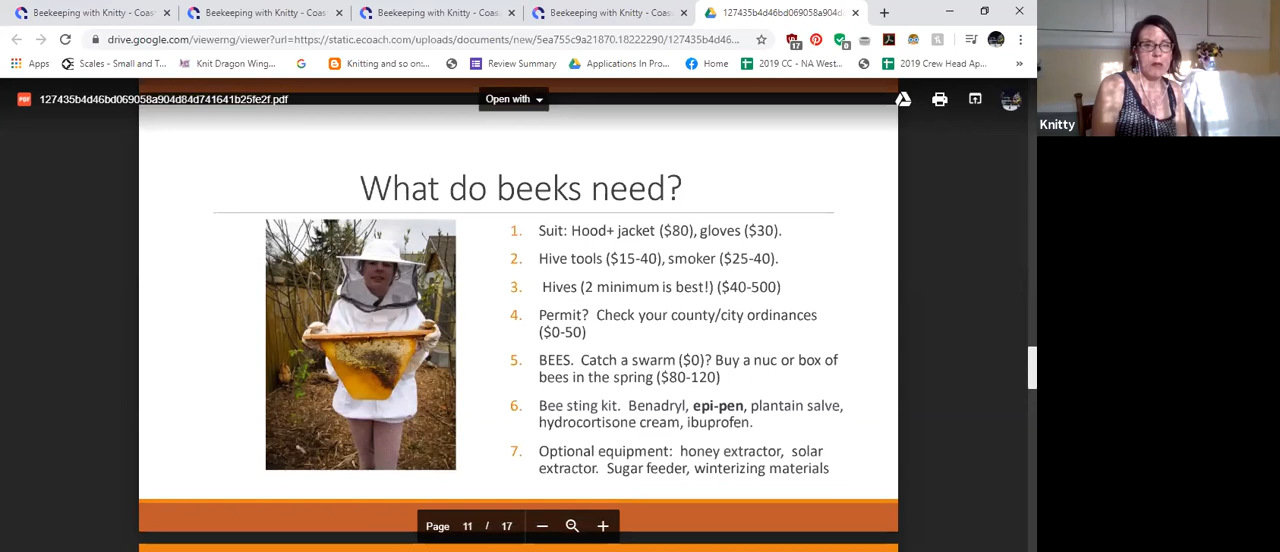 Beekeeping with Knitty - Coas
Beekeeping with Knitty - Coas
Beekeeping with Knitty - Coas
Beekeeping with Knitty - Coas
127435b4d46bd069058a904d
drive.google.com/viewerng/viewer?url=https://static.ecoach.com/uploads/documents/new/5ea755c9a21870.18222290/127435b4d46...
17
0
Apps
Scales - Small and T...
Knit Dragon Wing...
Knitting and so on:...
Review Summary
Applications In Pro...
Home
2019 CC - NA West...
2019 Crew Head Ap...
»
PDF
127435b4d46bd069058a904d84d741641b25fe2f.pdf
Open with
Knitty
What do beeks need?
1. Suit: Hood+ jacket ($80), gloves ($30).
2. Hive tools ($15-40), smoker ($25-40).
3. Hives (2 minimum is best!) ($40-500)
4. Permit? Check your county/city ordinances
($0-50)
5. BEES. Catch a swarm ($0)? Buy a nuc or box of
bees in the spring ($80-120)
6. Bee sting kit. Benadryl, epi-pen, plantain salve,
hydrocortisone cream, ibuprofen.
7. Optional equipment: honey extractor, solar
extractor. Sugar feeder, winterizing materials
Page 11 / 17